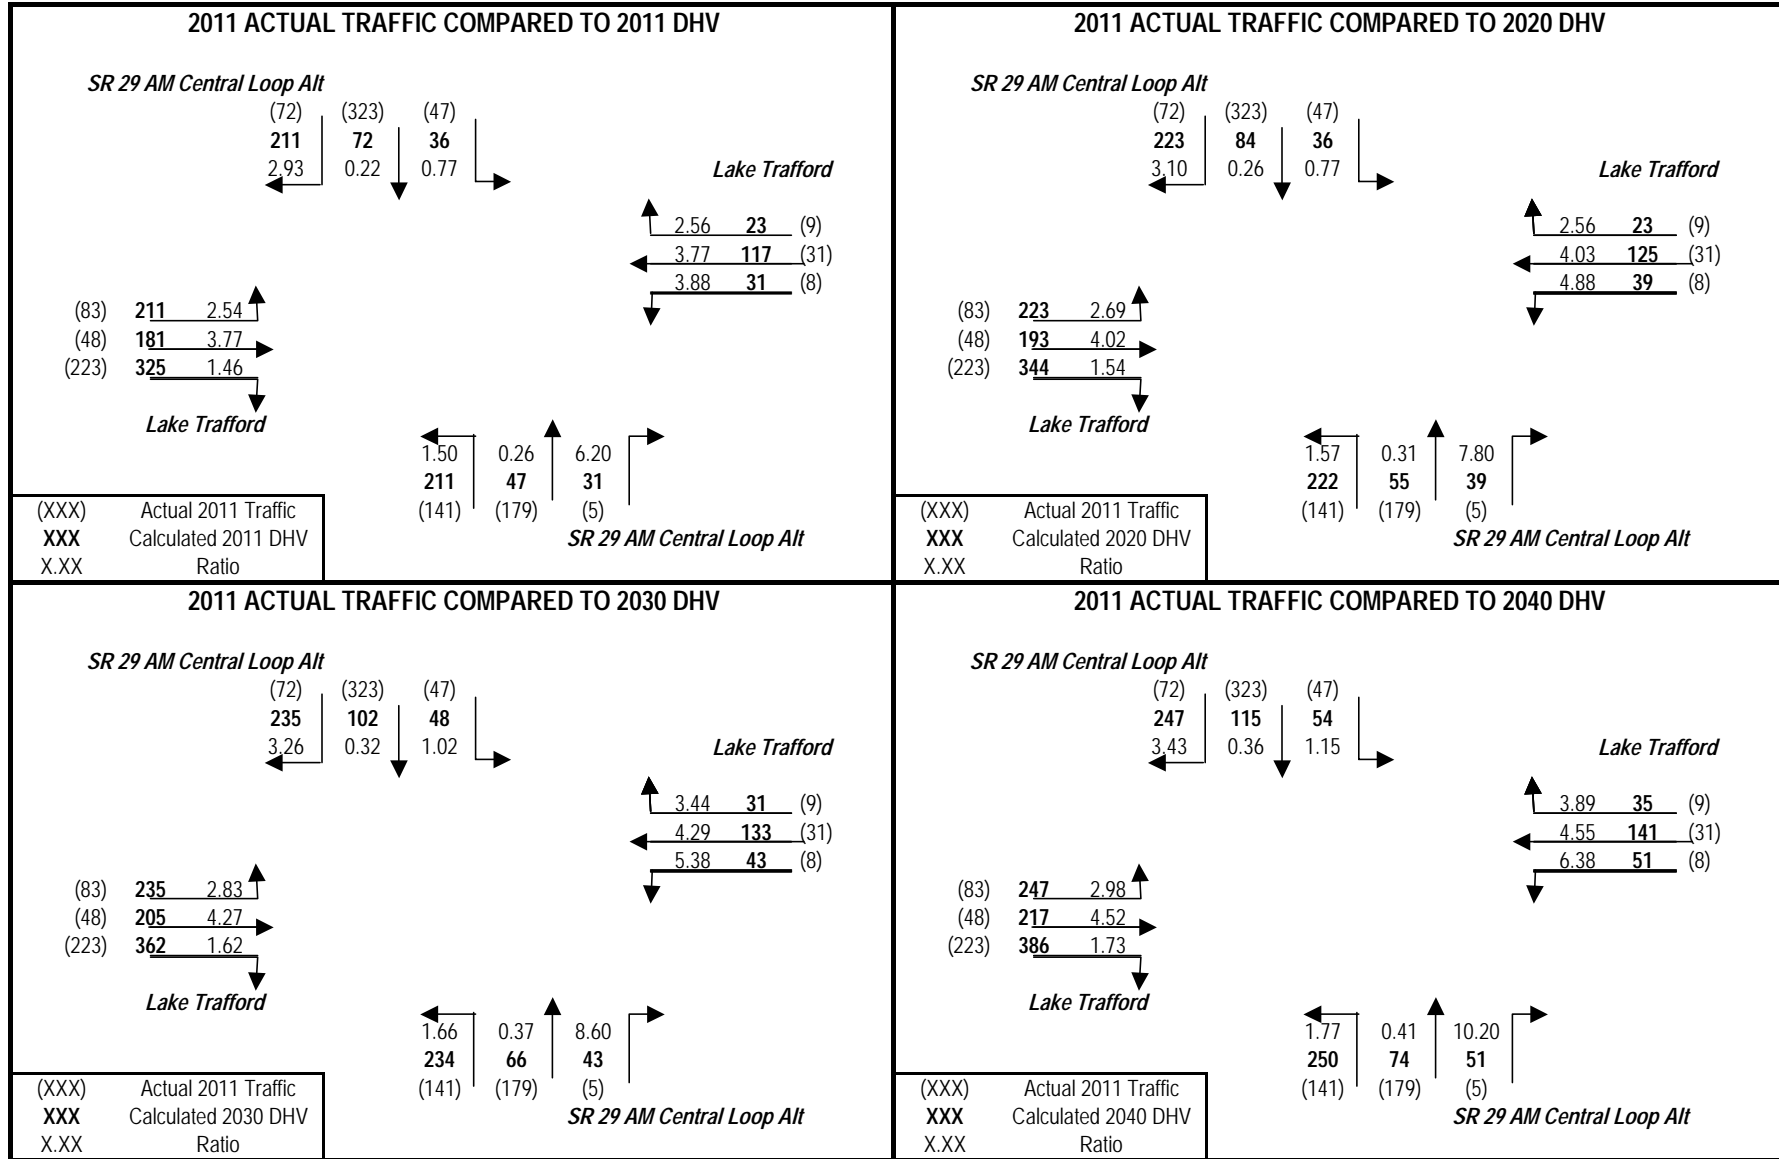 2011 ACTUAL TRAFFIC COMPARED TO 2011 DHV
SR 29 AM Central Loop Alt
(72) (323) (47)
211 72 36
2.93 0.22 0.77
Lake Trafford
2.56 23 (9)
3.77 117 (31)
3.88 31 (8)
(83) 211 2.54
(48) 181 3.77
(223) 325 1.46
Lake Trafford
1.50 0.26 6.20
211 47 31
(141) (179) (5)
SR 29 AM Central Loop Alt
(XXX) Actual 2011 Traffic
XXX Calculated 2011 DHV
X.XX Ratio
2011 ACTUAL TRAFFIC COMPARED TO 2020 DHV
SR 29 AM Central Loop Alt
(72) (323) (47)
223 84 36
3.10 0.26 0.77
Lake Trafford
2.56 23 (9)
4.03 125 (31)
4.88 39 (8)
(83) 223 2.69
(48) 193 4.02
(223) 344 1.54
Lake Trafford
1.57 0.31 7.80
222 55 39
(141) (179) (5)
SR 29 AM Central Loop Alt
(XXX) Actual 2011 Traffic
XXX Calculated 2020 DHV
X.XX Ratio
2011 ACTUAL TRAFFIC COMPARED TO 2030 DHV
SR 29 AM Central Loop Alt
(72) (323) (47)
235 102 48
3.26 0.32 1.02
Lake Trafford
3.44 31 (9)
4.29 133 (31)
5.38 43 (8)
(83) 235 2.83
(48) 205 4.27
(223) 362 1.62
Lake Trafford
1.66 0.37 8.60
234 66 43
(141) (179) (5)
SR 29 AM Central Loop Alt
(XXX) Actual 2011 Traffic
XXX Calculated 2030 DHV
X.XX Ratio
2011 ACTUAL TRAFFIC COMPARED TO 2040 DHV
SR 29 AM Central Loop Alt
(72) (323) (47)
247 115 54
3.43 0.36 1.15
Lake Trafford
3.89 35 (9)
4.55 141 (31)
6.38 51 (8)
(83) 247 2.98
(48) 217 4.52
(223) 386 1.73
Lake Trafford
1.77 0.41 10.20
250 74 51
(141) (179) (5)
SR 29 AM Central Loop Alt
(XXX) Actual 2011 Traffic
XXX Calculated 2040 DHV
X.XX Ratio